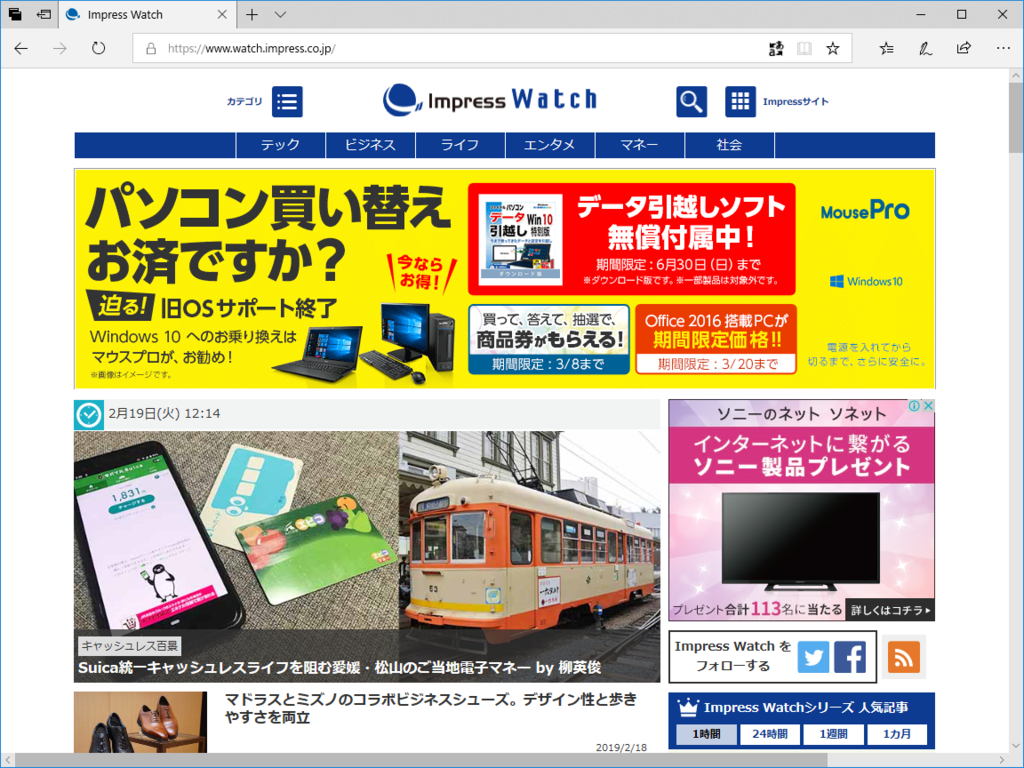 Impress Watch
https://www.watch.impress.co.jp/
カテゴリ
Impress Watch
Impressサイト
テック
ビジネス
ライフ
エンタメ
マネー
社会
パソコン買い替え
お済ですか？
迫る! 旧OSサポート終了
Windows 10 へのお乗り換えは
マウスプロが、お勧め！
※画像はイメージです。
今なら
お得！
パソコン
データ
引越し
Win10
特別版
ダウンロード版
データ引越しソフト
無償付属中！
期間限定：6月30日（日）まで
※ダウンロード版です。※一部製品は対象外です。
買って、答えて、抽選で、
商品券がもらえる！
期間限定：3/8まで
Office 2016 搭載PCが
期間限定価格!!
期間限定：3/20まで
MousePro
Windows10
電源を入れてから
切るまで、さらに安全に。
2月19日(火) 12:14
1,831
53
キャッシュレス百景
Suica統一キャッシュレスライフを阻む愛媛・松山のご当地電子マネー by 柳英俊
マドラスとミズノのコラボビジネスシューズ。デザイン性と歩き
やすさを両立
2019/2/18
ソニーのネット ソネット
インターネットに繋がる
ソニー製品プレゼント
プレゼント合計113名に当たる
詳しくはコチラ
Impress Watch を
フォローする
Impress Watchシリーズ 人気記事
1時間
24時間
1週間
1カ月